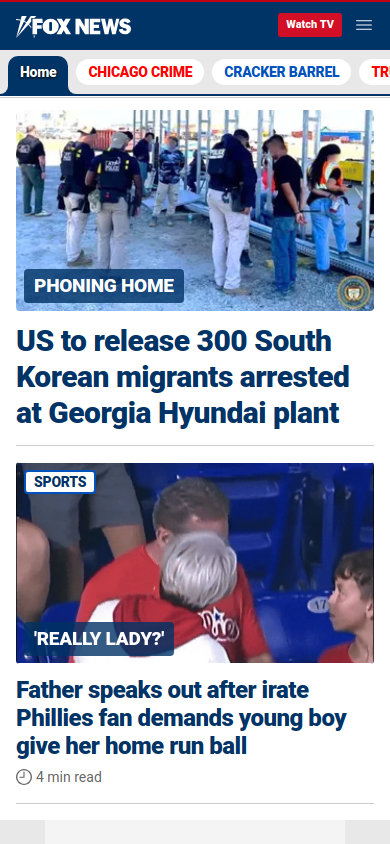 FOX NEWS
Watch TV
Home
CHICAGO CRIME
CRACKER BARREL
TR
POLICE
PHONING HOME
US to release 300 South
Korean migrants arrested
at Georgia Hyundai plant
SPORTS
'REALLY LADY?'
Father speaks out after irate
Phillies fan demands young boy
give her home run ball
4 min read